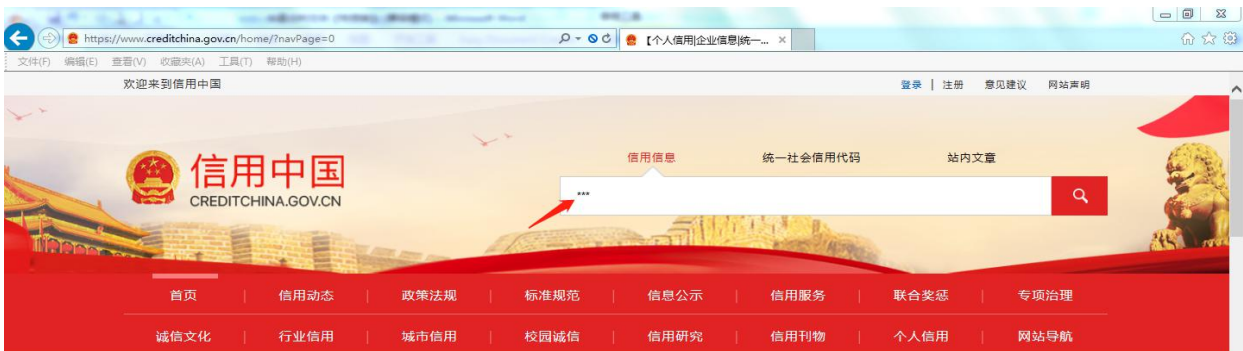 https://www.creditchina.gov.cn/home/?navPage=0
【个人信用|企业信息|统一... ×
文件(F) 编辑(E) 查看(V) 收藏夹(A) 工具(T) 帮助(H)
欢迎来到信用中国 登录 | 注册 意见建议 网站声明
信用信息 统一社会信用代码 站内文章
信用中国
***
CREDITCHINA.GOV.CN
首页 | 信用动态 | 政策法规 | 标准规范 | 信息公示 | 信用服务 | 联合奖惩 | 专项治理
诚信文化 | 行业信用 | 城市信用 | 校园诚信 | 信用研究 | 信用刊物 | 个人信用 | 网站导航